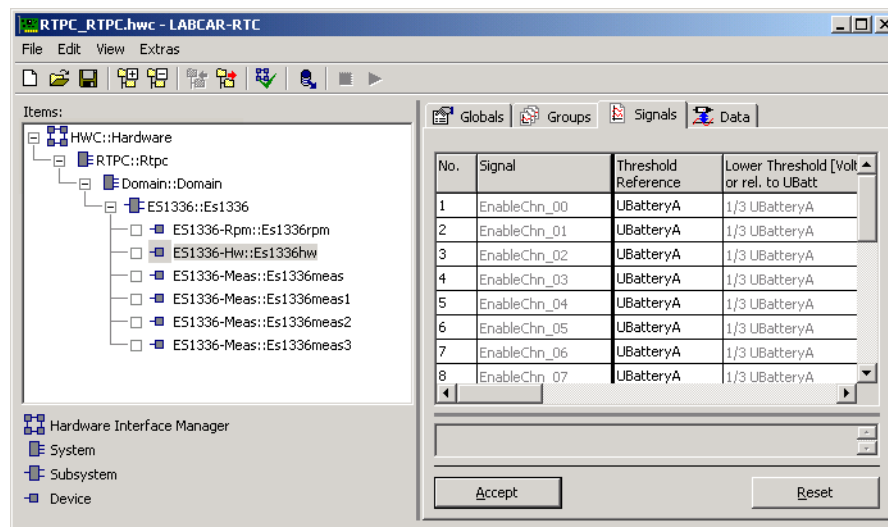 RTPC_RTPC.hwc - LABCAR-RTC
File Edit View Extras
Items:
HWC::Hardware
RTPC::Rtpc
Domain::Domain
ES1336::Es1336
ES1336-Rpm::Es1336rpm
ES1336-Hw::Es1336hw
ES1336-Meas::Es1336meas
ES1336-Meas::Es1336meas1
ES1336-Meas::Es1336meas2
ES1336-Meas::Es1336meas3
Hardware Interface Manager
System
Subsystem
Device
Globals Groups Signals Data
No. Signal Threshold Lower Threshold [Volt
Reference or rel. to UBatt
1 EnableChn_00 UBatteryA 1/3 UBatteryA
2 EnableChn_01 UBatteryA 1/3 UBatteryA
3 EnableChn_02 UBatteryA 1/3 UBatteryA
4 EnableChn_03 UBatteryA 1/3 UBatteryA
5 EnableChn_04 UBatteryA 1/3 UBatteryA
6 EnableChn_05 UBatteryA 1/3 UBatteryA
7 EnableChn_06 UBatteryA 1/3 UBatteryA
8 EnableChn_07 UBatteryA 1/3 UBatteryA
Accept Reset